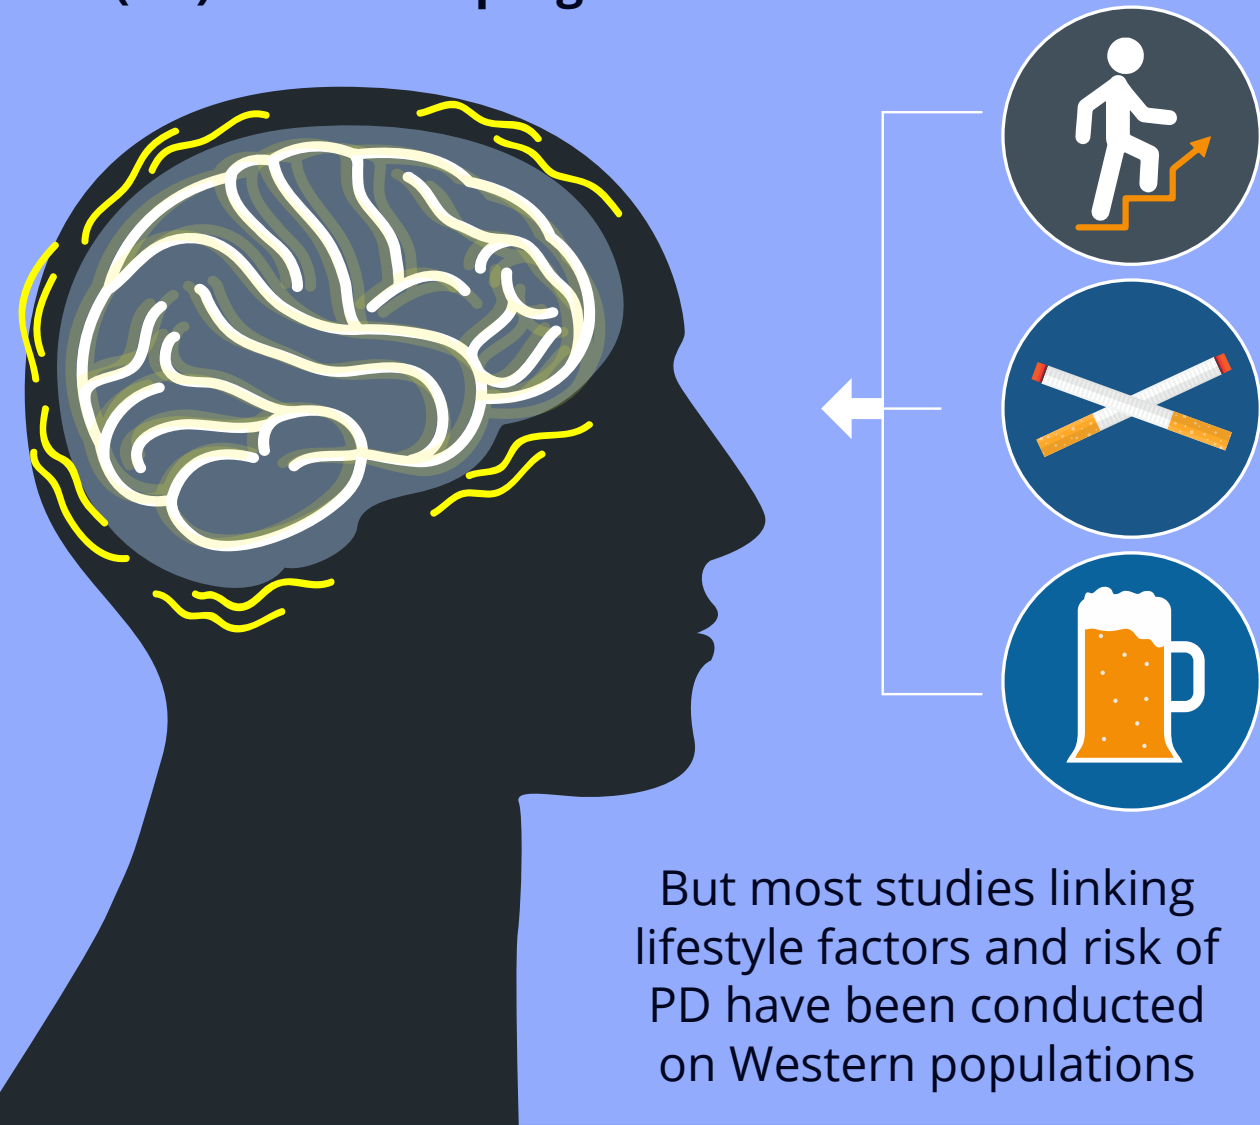 But most studies linking
lifestyle factors and risk of
PD have been conducted
on Western populations